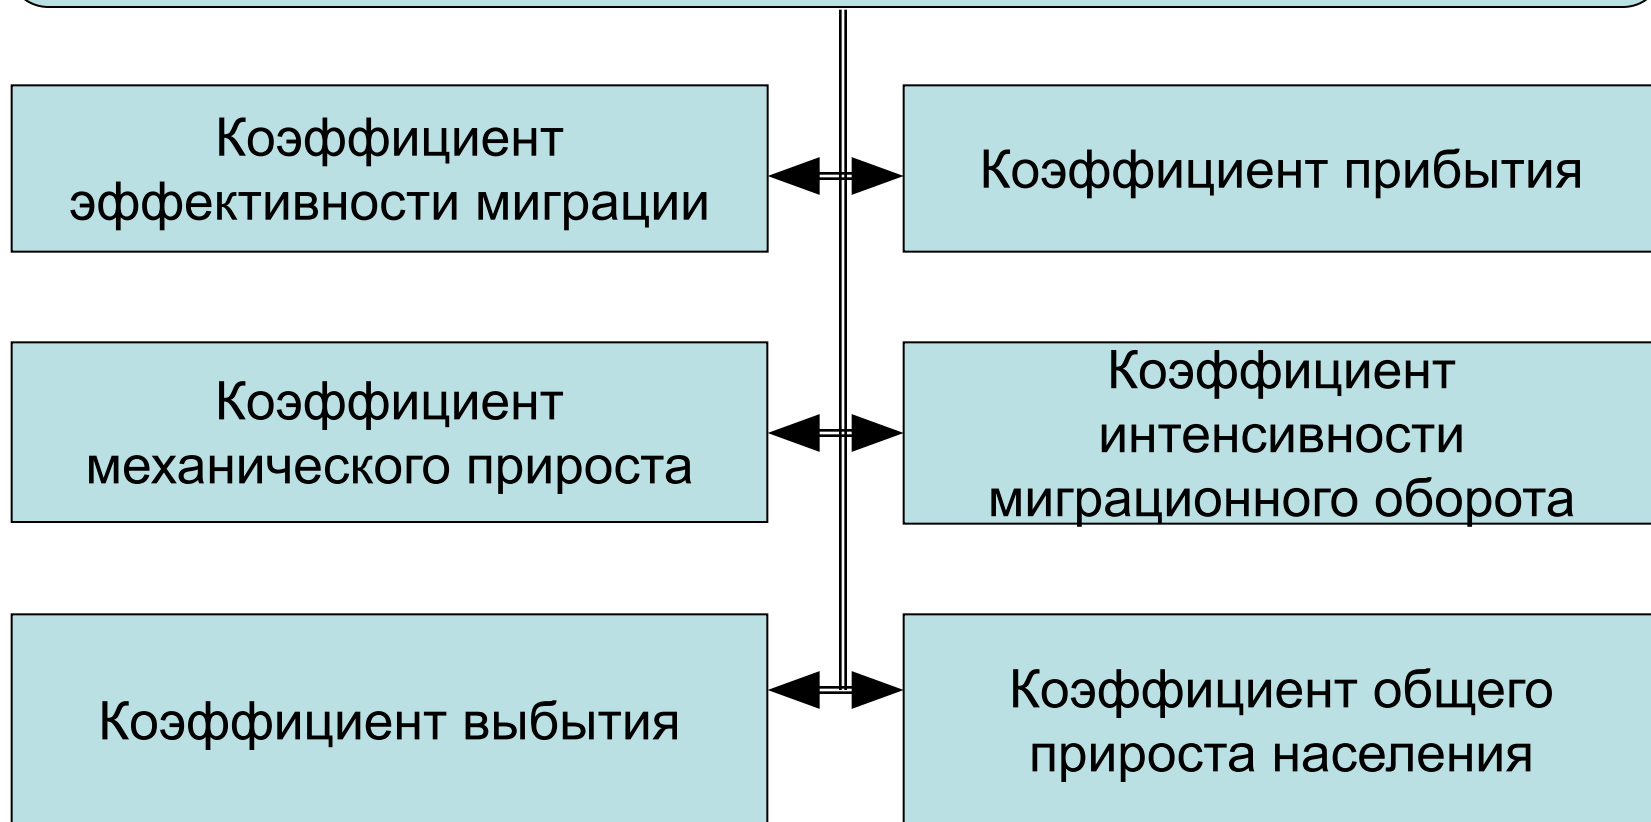 Коэффициент
эффективности миграции
Коэффициент прибытия
Коэффициент
механического прироста
Коэффициент
интенсивности
миграционного оборота
Коэффициент выбытия
Коэффициент общего
прироста населения